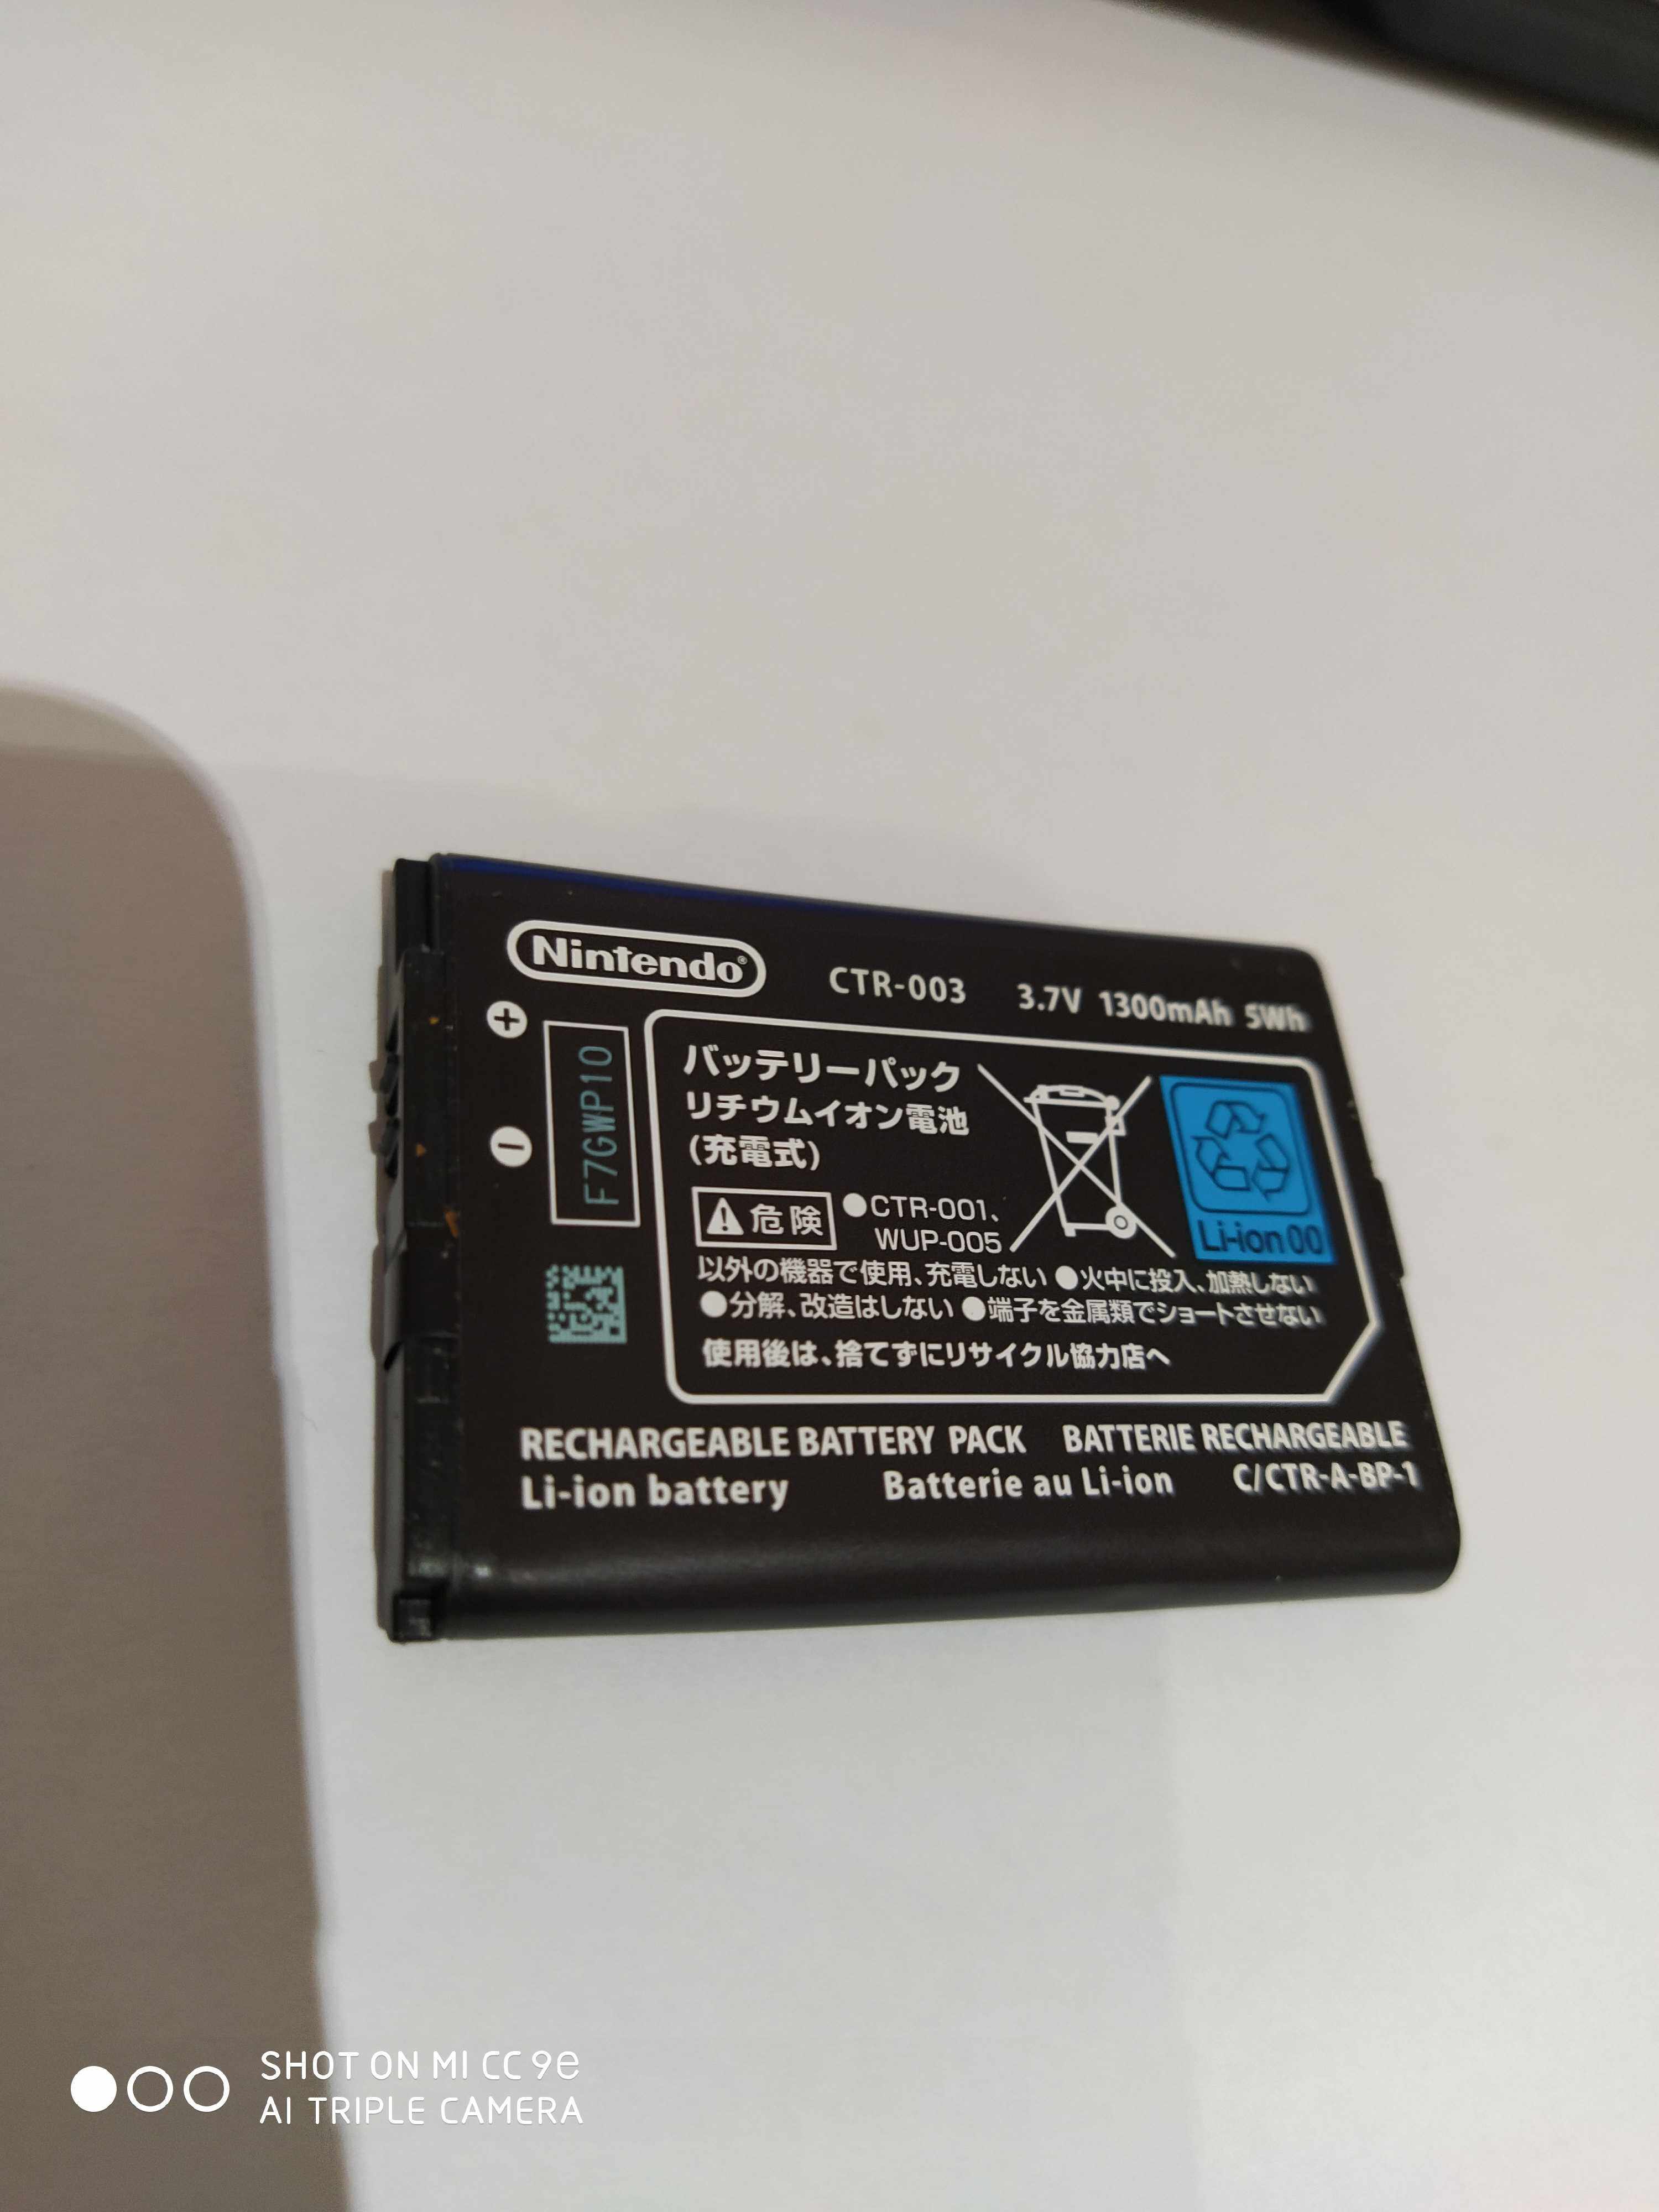 Nintendo®
CTR-003 3.7V 1300mAh 5Wh
F7GWP10
バッテリーパック
リチウムイオン電池
(充電式)
危険 ●CTR-001、
WUP-005
以外の機器で使用、充電しない ●火中に投入、加熱しない
●分解、改造はしない ●端子を金属類でショートさせない
使用後は、捨てずにリサイクル協力店へ
Li-ion 00
RECHARGEABLE BATTERY PACK BATTERIE RECHARGEABLE
Li-ion battery Batterie au Li-ion C/CTR-A-BP-1
SHOT ON MI CC 9e
AI TRIPLE CAMERA